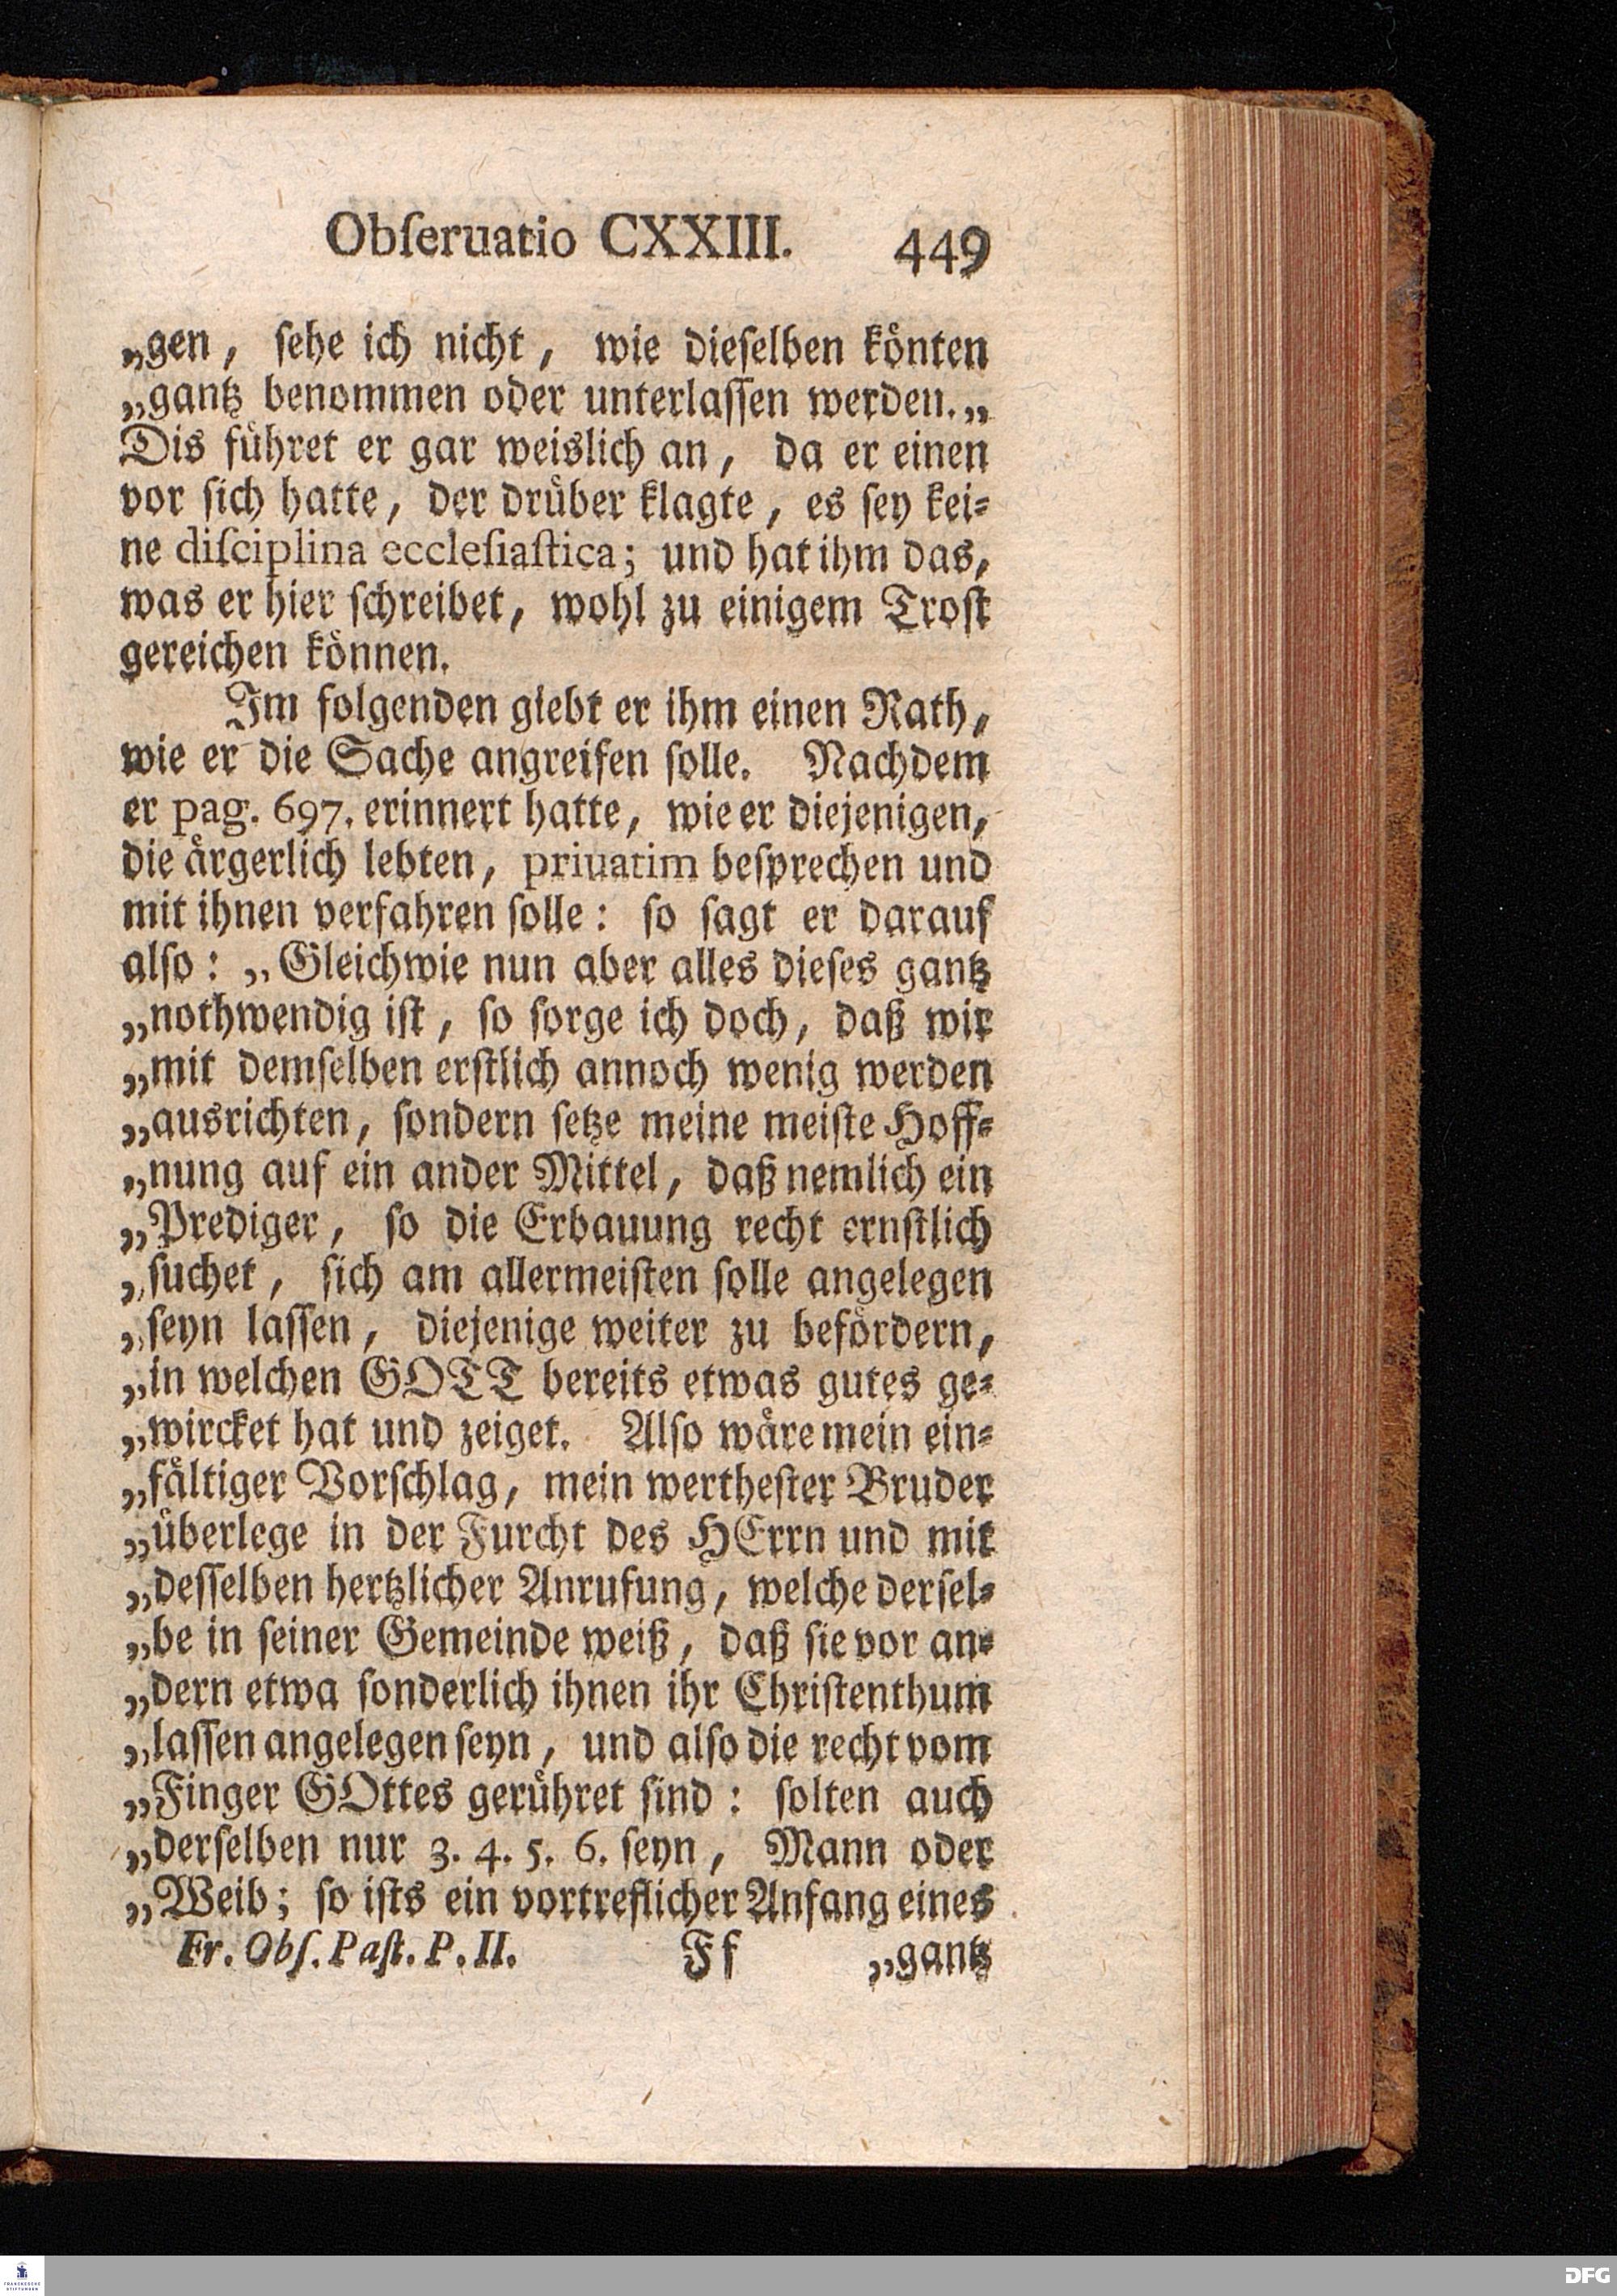 Obſeruatio CXXIII. 449
„gen, ſehe ich nicht, wie dieſelben könten
„gantz benommen oder unterlaſſen werden.„
Dis führet er gar weislich an, da er einen
vor ſich hatte, der drüber klagte, es ſey kei-
ne diſciplina eccleſiaſtica; und hat ihm das,
was er hier ſchreibet, wohl zu einigem Troſt
gereichen können.
Im folgenden giebt er ihm einen Rath,
wie er die Sache angreifen ſolle. Nachdem
er pag. 697. erinnert hatte, wie er diejenigen,
die ärgerlich lebten, priuatim beſprechen und
mit ihnen verfahren ſolle: ſo ſagt er darauf
alſo: „Gleichwie nun aber alles dieſes gantz
„nothwendig iſt, ſo ſorge ich doch, daß wir
„mit demſelben erſtlich annoch wenig werden
„ausrichten, ſondern ſetze meine meiſte Hoff-
„nung auf ein ander Mittel, daß nemlich ein
„Prediger, ſo die Erbauung recht ernſtlich
„ſuchet, ſich am allermeiſten ſolle angelegen
„ſeyn laſſen, diejenige weiter zu befördern,
„in welchen GOTT bereits etwas gutes ge-
„wircket hat und zeiget. Alſo wäre mein ein-
„fältiger Vorſchlag, mein wertheſter Bruder
„überlege in der Furcht des HErrn und mit
„deſſelben hertzlicher Anrufung, welche derſel-
„be in ſeiner Gemeinde weiß, daß ſie vor an-
„dern etwa ſonderlich ihnen ihr Chriſtenthum
„laſſen angelegen ſeyn, und alſo die recht vom
„Finger GOttes gerühret ſind: ſolten auch
„derſelben nur 3. 4. 5. 6. ſeyn, Mann oder
„Weib; ſo iſts ein vortreflicher Anfang eines
Fr. Obſ. Paſt. P. II. Ff „gantz
FRANCKESCHE
STIFTUNGEN
DFG